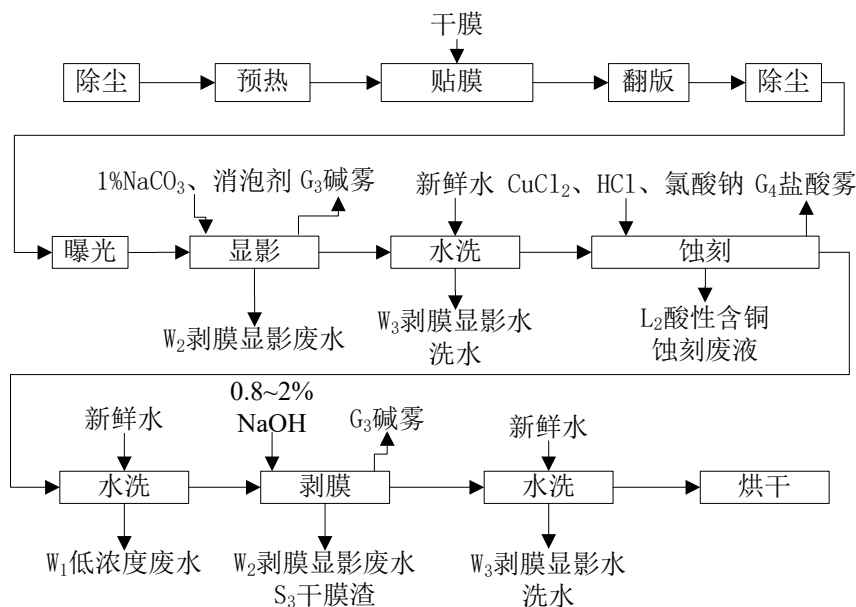 干膜
除尘 预热 贴膜 翻版 除尘
1%NaCO₃、消泡剂 G₃碱雾 新鲜水 CuCl₂、HCl、氯酸钠 G₄盐酸雾
曝光 显影 水洗 蚀刻
W₂剥膜显影废水 W₃剥膜显影水 L₂酸性含铜
洗水 蚀刻废液
0.8~2%
新鲜水 NaOH G₃碱雾 新鲜水
水洗 剥膜 水洗 烘干
W₁低浓度废水 W₂剥膜显影废水 W₃剥膜显影水
S₃干膜渣 洗水